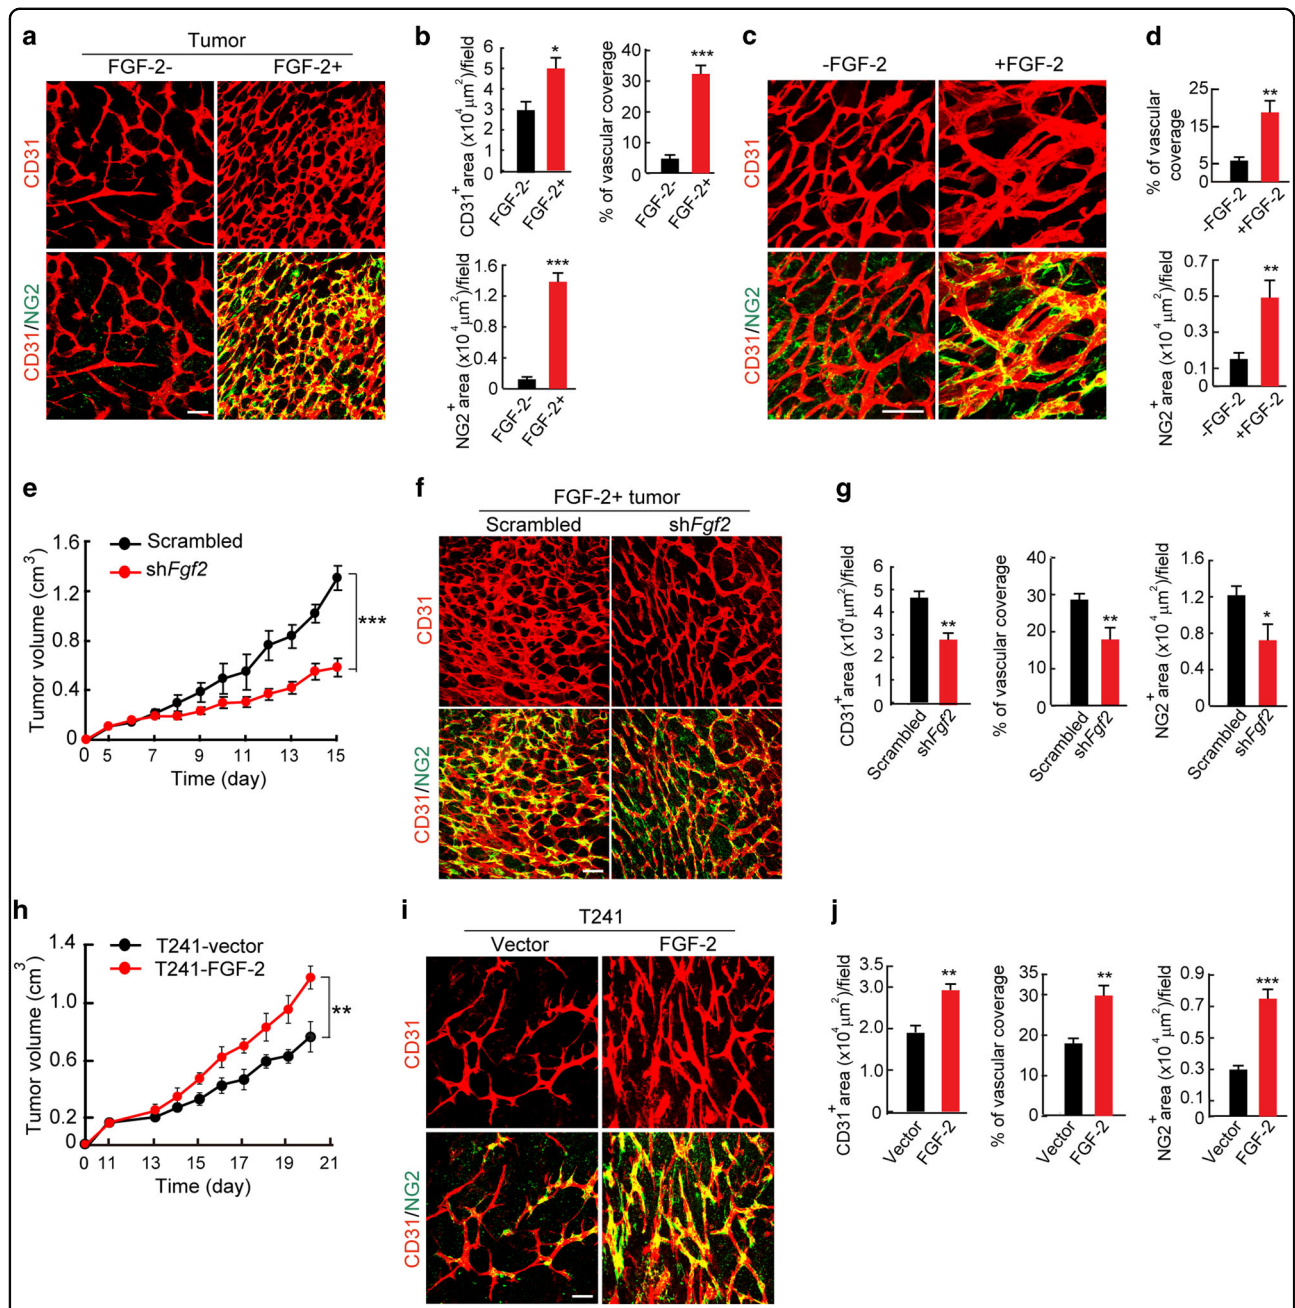 a
Tumor
FGF-2-
FGF-2+
CD31
CD31/NG2
b
CD31+ area (x10^4 μm^2)/field
6
5
4
3
2
1
0
*
FGF-2-
FGF-2+
% of vascular coverage
50
40
30
20
10
0
***
FGF-2-
FGF-2+
NG2+ area (x10^4 μm^2)/field
1.6
1.2
0.8
0.4
0
***
FGF-2-
FGF-2+
c
-FGF-2
+FGF-2
CD31
CD31/NG2
d
% of vascular
coverage
25
15
5
0
**
-FGF-2
+FGF-2
NG2+ area (x10^4 μm^2)/field
0.7
0.5
0.3
0.1
0
**
-FGF-2
+FGF-2
e
Scrambled
shFgf2
Tumor volume (cm^3)
1.6
1.2
0.8
0.4
0
***
0 5 7 9 11 13 15
Time (day)
f
FGF-2+ tumor
Scrambled
shFgf2
CD31
CD31/NG2
g
CD31+ area (x10^4 μm^2)/field
6
5
4
3
2
1
0
**
Scrambled
shFgf2
% of vascular coverage
40
30
20
10
0
**
Scrambled
shFgf2
NG2+ area (x10^4 μm^2)/field
1.6
1.2
0.8
0.4
0
*
Scrambled
shFgf2
h
T241-vector
T241-FGF-2
Tumor volume (cm^3)
1.4
1.0
0.6
0.2
0
**
0 11 13 15 17 19 21
Time (day)
i
T241
Vector
FGF-2
CD31
CD31/NG2
j
CD31+ area (x10^4 μm^2)/field
3.0
2.0
1.0
0
**
Vector
FGF-2
% of vascular coverage
35
30
20
10
0
**
Vector
FGF-2
NG2+ area (x10^4 μm^2)/field
0.9
0.7
0.5
0.3
0.1
0
***
Vector
FGF-2